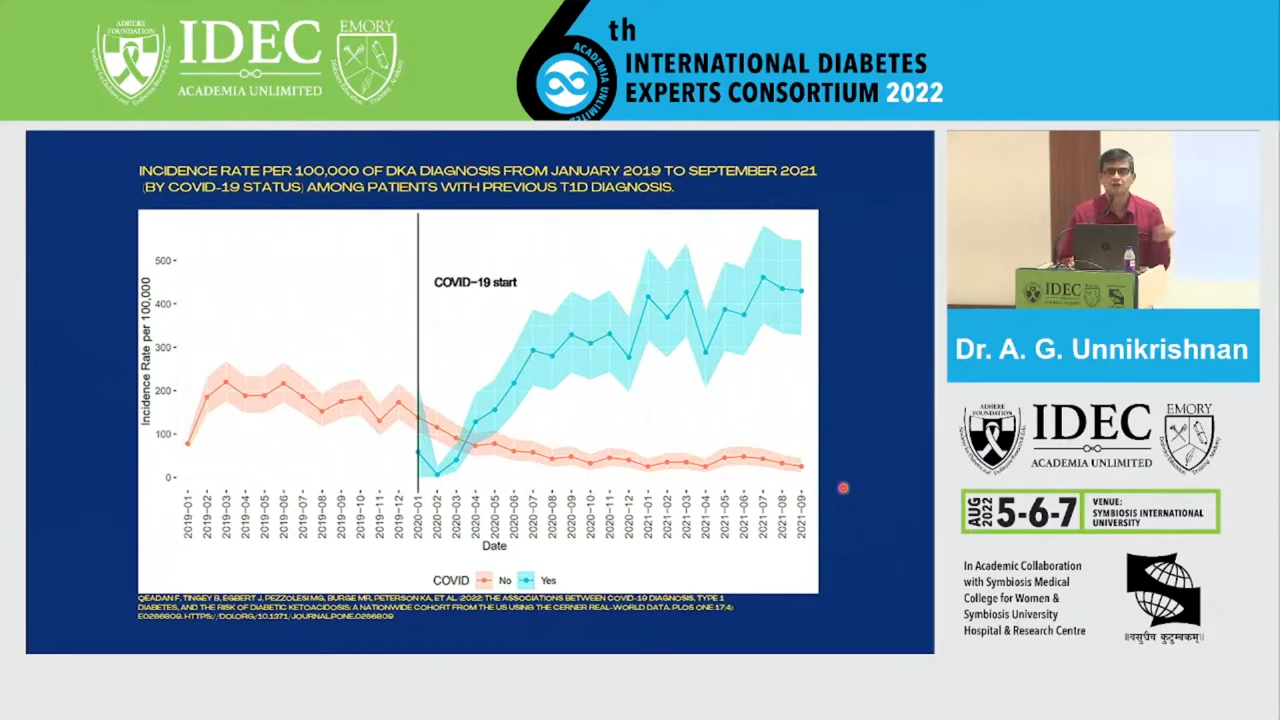 ADHERE
FOUNDATION
IDEC
ACADEMIA UNLIMITED
EMORY
6th
ACADEMIA UNLIMITED
INTERNATIONAL DIABETES
EXPERTS CONSORTIUM 2022
INCIDENCE RATE PER 100,000 OF DKA DIAGNOSIS FROM JANUARY 2019 TO SEPTEMBER 2021
(BY COVID-19 STATUS) AMONG PATIENTS WITH PREVIOUS T1D DIAGNOSIS.
Incidence Rate per 100,000
500
400
300
200
100
0
COVID-19 start
2019-01
2019-02
2019-03
2019-04
2019-05
2019-06
2019-07
2019-08
2019-09
2019-10
2019-11
2019-12
2020-01
2020-02
2020-03
2020-04
2020-05
2020-06
2020-07
2020-08
2020-09
2020-10
2020-11
2020-12
2021-01
2021-02
2021-03
2021-04
2021-05
2021-06
2021-07
2021-08
2021-09
Date
COVID No Yes
QEADAN F, TINGEY B, EGBERT J, PEZZOLESI MG, BURGE MR, PETERSON KA, ET AL. (2022) THE ASSOCIATIONS BETWEEN COVID-19 DIAGNOSIS, TYPE 1
DIABETES, AND THE RISK OF DIABETIC KETOACIDOSIS: A NATIONWIDE COHORT FROM THE US USING THE CERNER REAL-WORLD DATA. PLOS ONE 17(4):
E0266809. HTTPS://DOI.ORG/10.1371/JOURNAL.PONE.0266809
IDEC
Dr. A. G. Unnikrishnan
ADHERE
FOUNDATION
IDEC
ACADEMIA UNLIMITED
EMORY
AUG 2022
5-6-7
VENUE:
SYMBIOSIS INTERNATIONAL
UNIVERSITY
In Academic Collaboration
with Symbiosis Medical
College for Women &
Symbiosis University
Hospital & Research Centre
॥वसुधैव कुटुम्बकम्॥